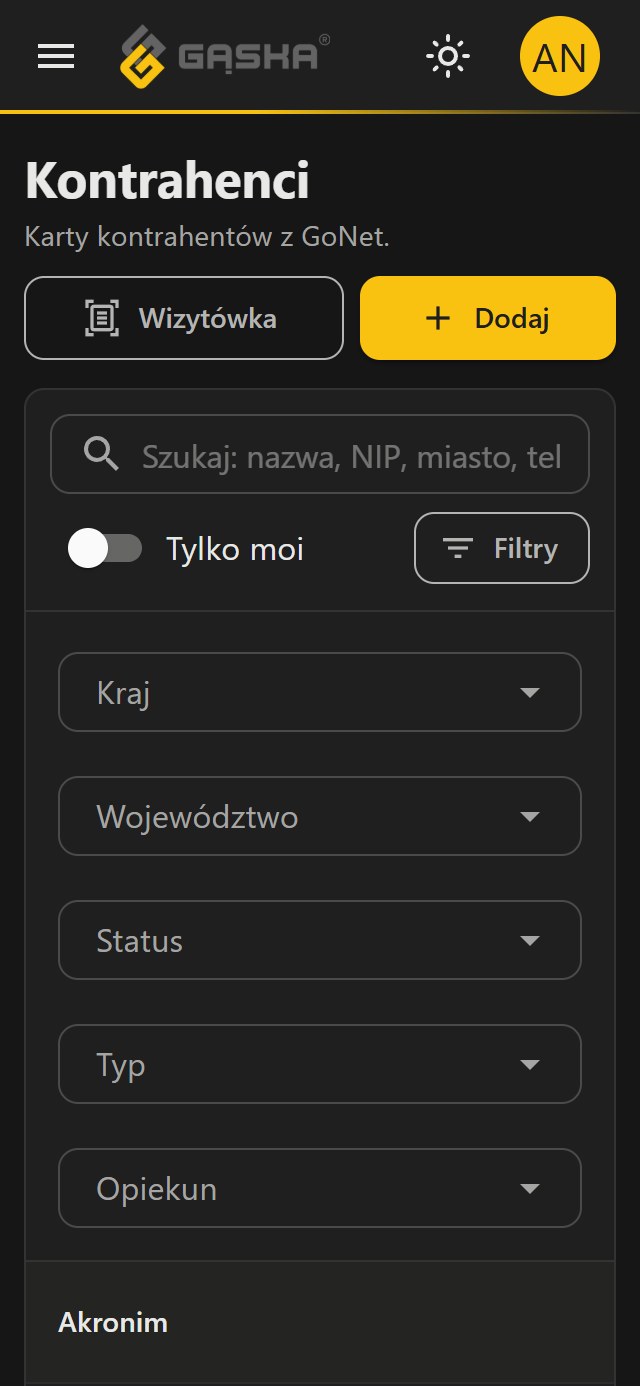 GĄSKA®
AN
Kontrahenci
Karty kontrahentów z GoNet.
Wizytówka
Dodaj
Szukaj: nazwa, NIP, miasto, tel
Tylko moi
Filtry
Kraj
Województwo
Status
Typ
Opiekun
Akronim